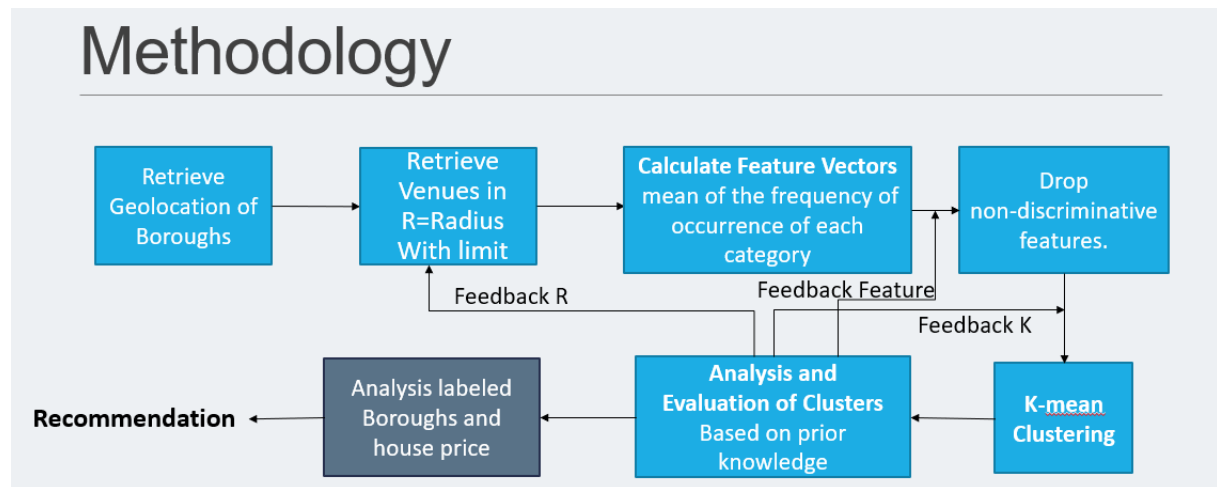 Methodology
Retrieve
Geolocation of
Boroughs
Retrieve
Venues in
R=Radius
With limit
Calculate Feature Vectors
mean of the frequency of
occurrence of each
category
Drop
non-discriminative
features.
Feedback R
Feedback Feature
Feedback K
Recommendation
Analysis labeled
Boroughs and
house price
Analysis and
Evaluation of Clusters
Based on prior
knowledge
K-mean
Clustering